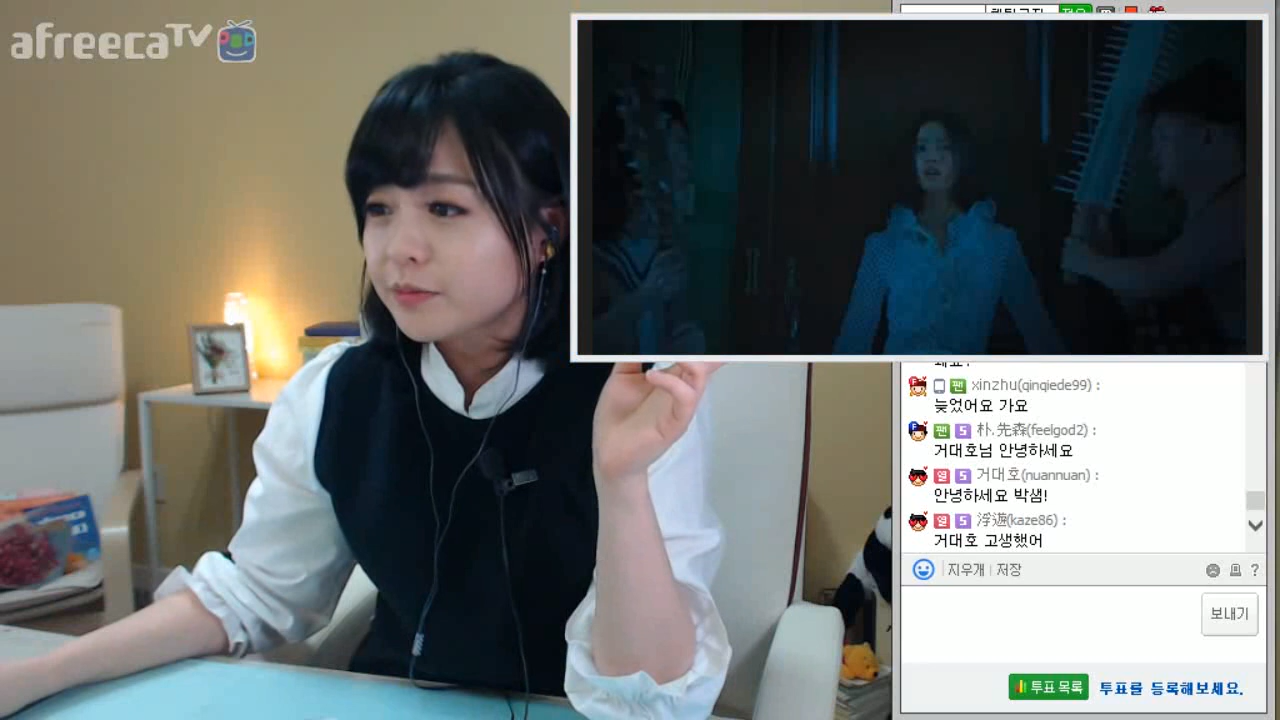 afreecaTV
xinzhu(qinqiede99) :
늦었어요 가요
朴.先森(feelgod2) :
거대호님 안녕하세요
거대호(nuannuan) :
안녕하세요 박샘!
浮遊(kaze86) :
거대호 고생했어
지우개 | 저장
?
보내기
투표 목록 투표를 등록해보세요.